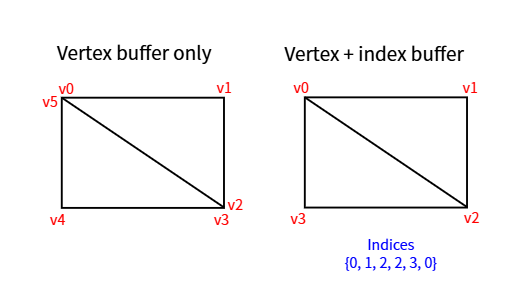 Vertex buffer only
v0
v1
v5
v2
v4
v3
Vertex + index buffer
v0
v1
v3
v2
Indices
{0, 1, 2, 2, 3, 0}